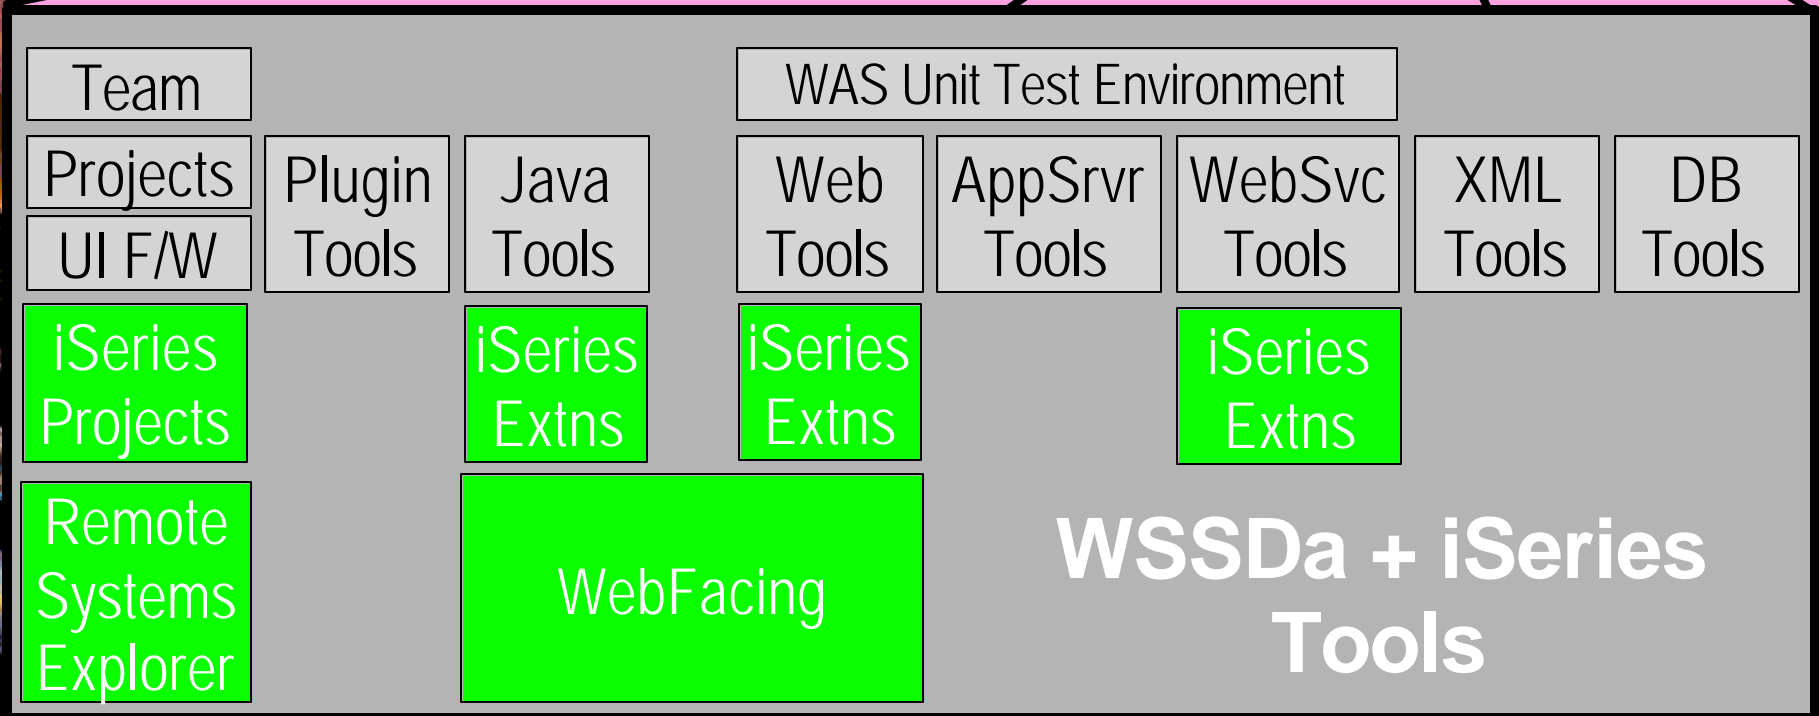 Team
WAS Unit Test Environment
Projects
UI F/W
Plugin
Tools
Java
Tools
Web
Tools
AppSrvr
Tools
WebSvc
Tools
XML
Tools
DB
Tools
iSeries
Projects
iSeries
Extns
iSeries
Extns
iSeries
Extns
Remote
Systems
Explorer
WebFacing
WSSDa + iSeries
Tools